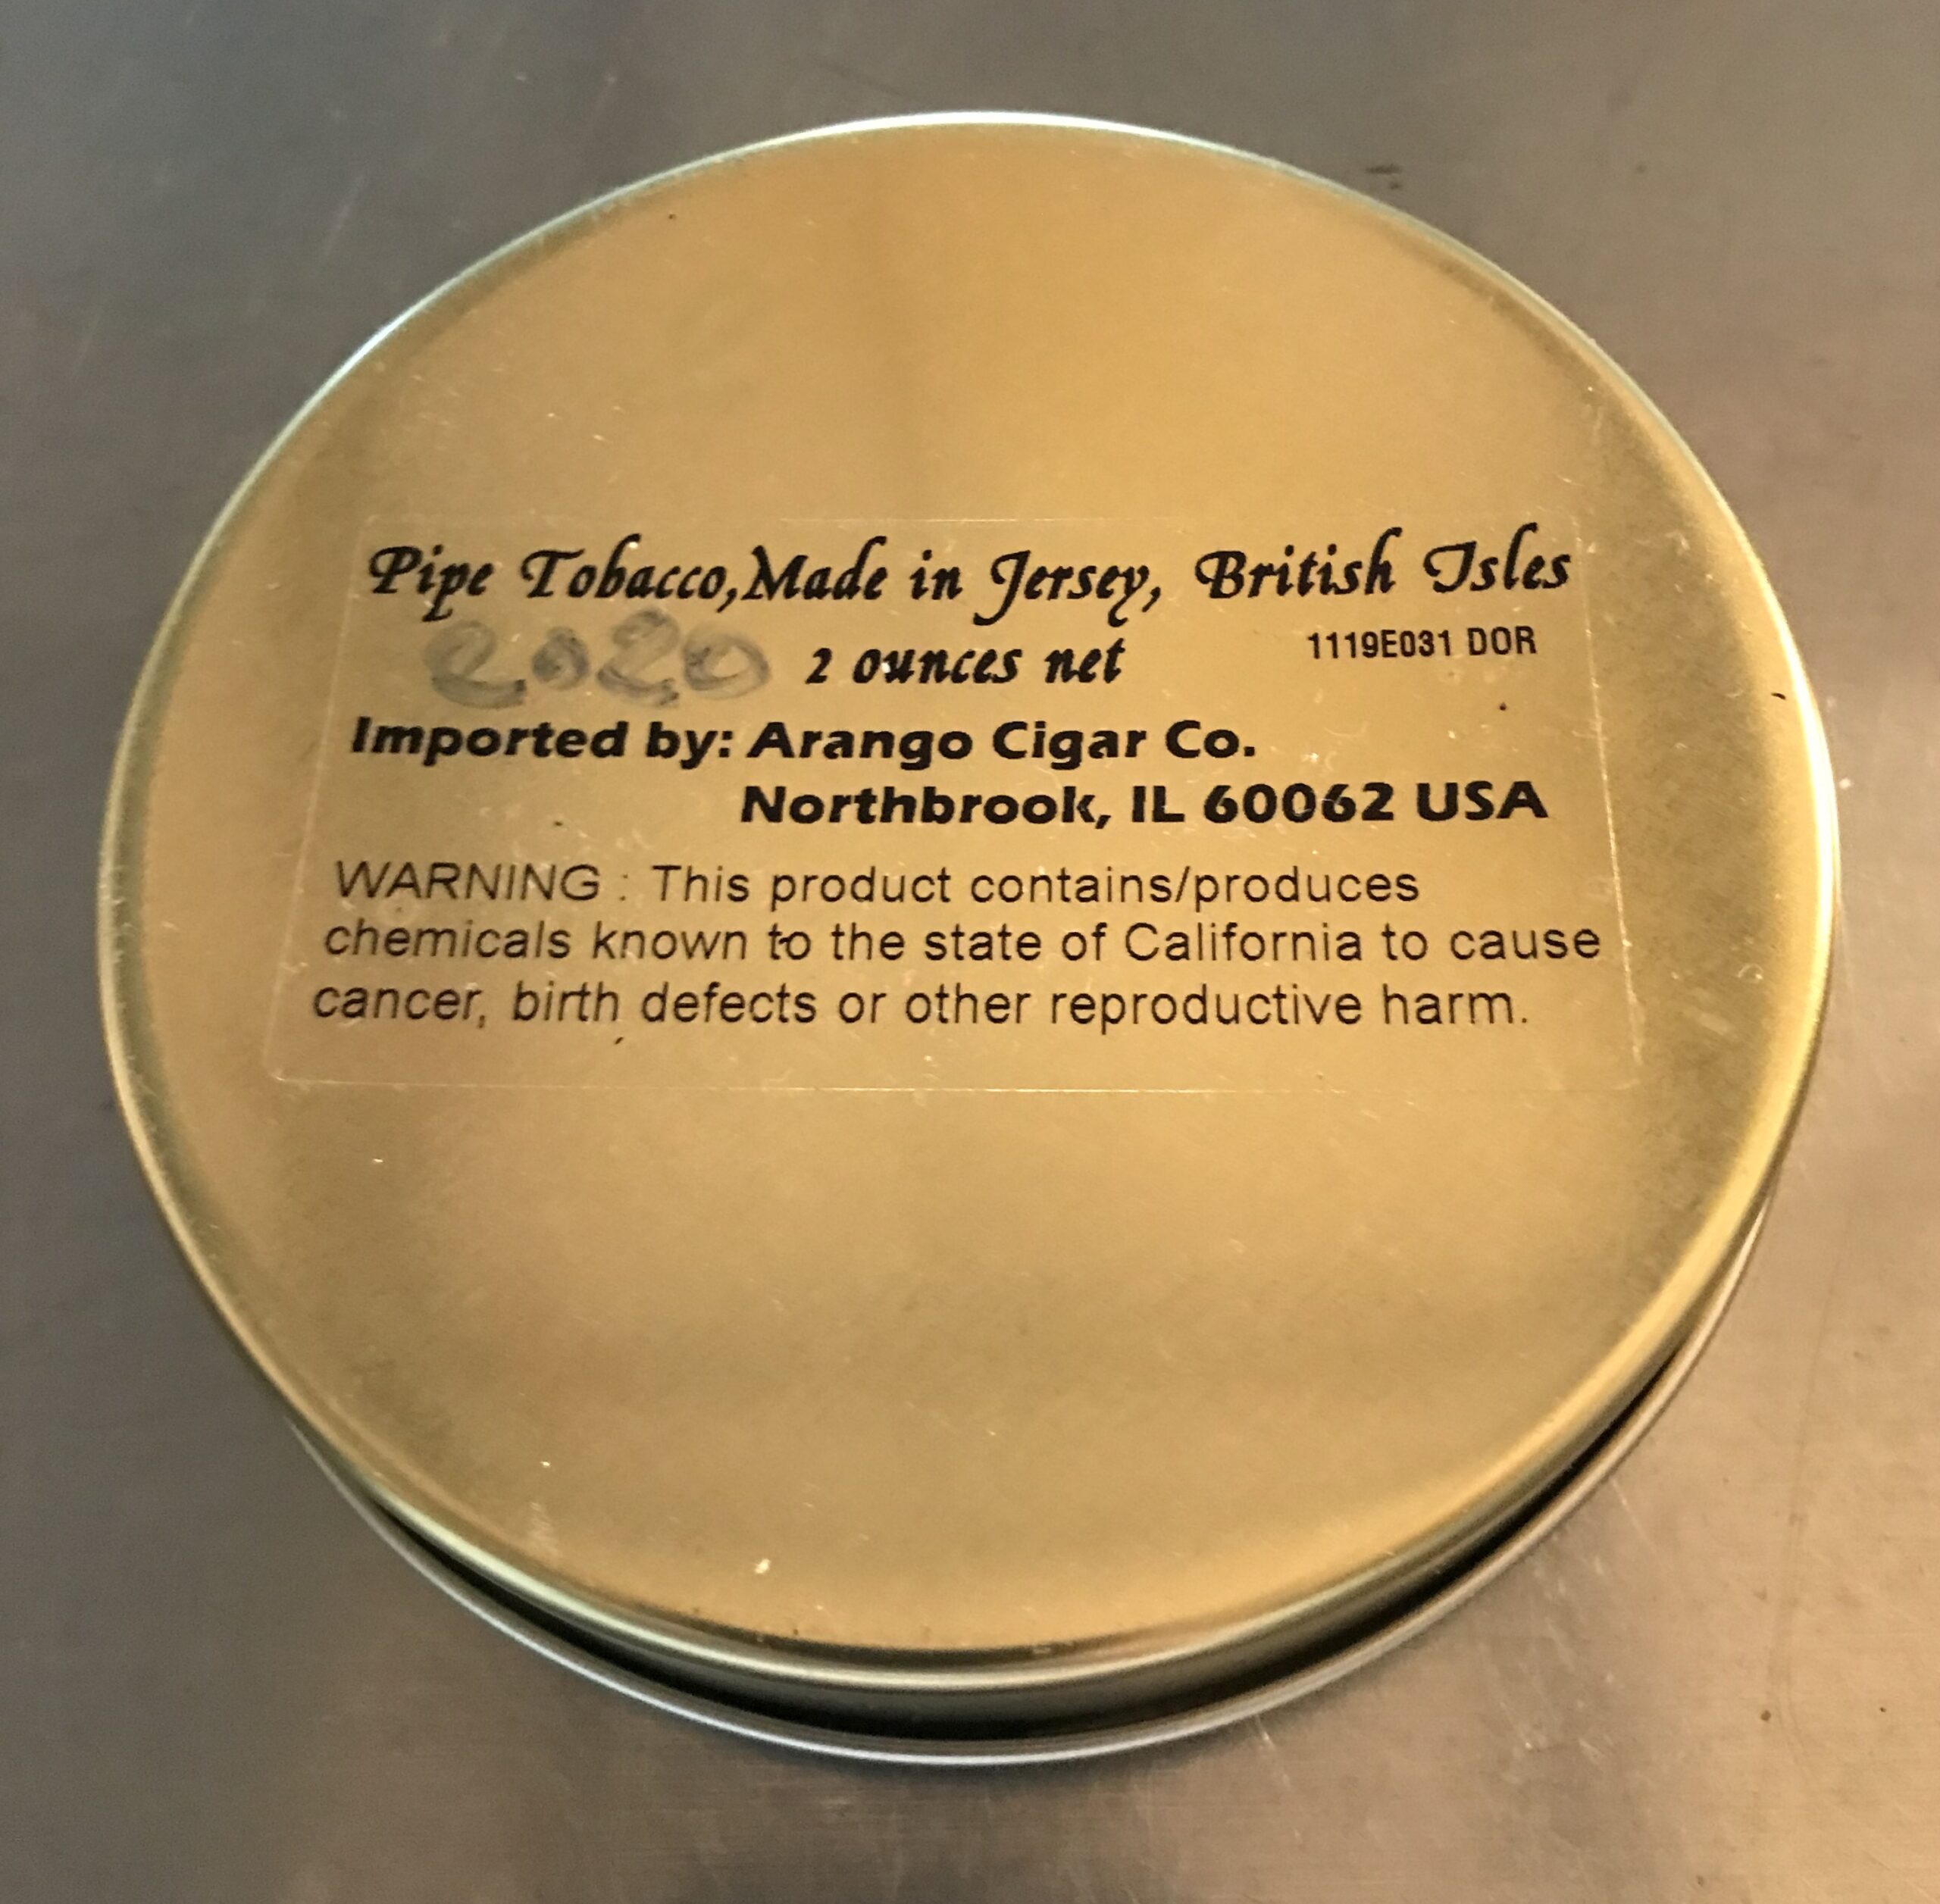 Pipe Tobacco,Made in Jersey, British Isles
2020 2 ounces net 1119E031 DOR
Imported by: Arango Cigar Co.
Northbrook, IL 60062 USA
WARNING : This product contains/produces
chemicals known to the state of California to cause
cancer, birth defects or other reproductive harm.